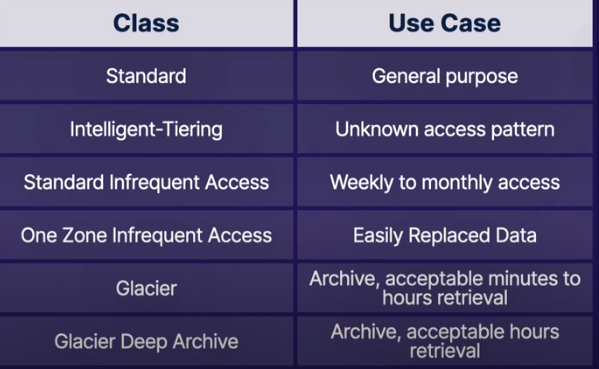 Class Use Case
Standard General purpose
Intelligent-Tiering Unknown access pattern
Standard Infrequent Access Weekly to monthly access
One Zone Infrequent Access Easily Replaced Data
Glacier Archive, acceptable minutes to
hours retrieval
Glacier Deep Archive Archive, acceptable hours
retrieval